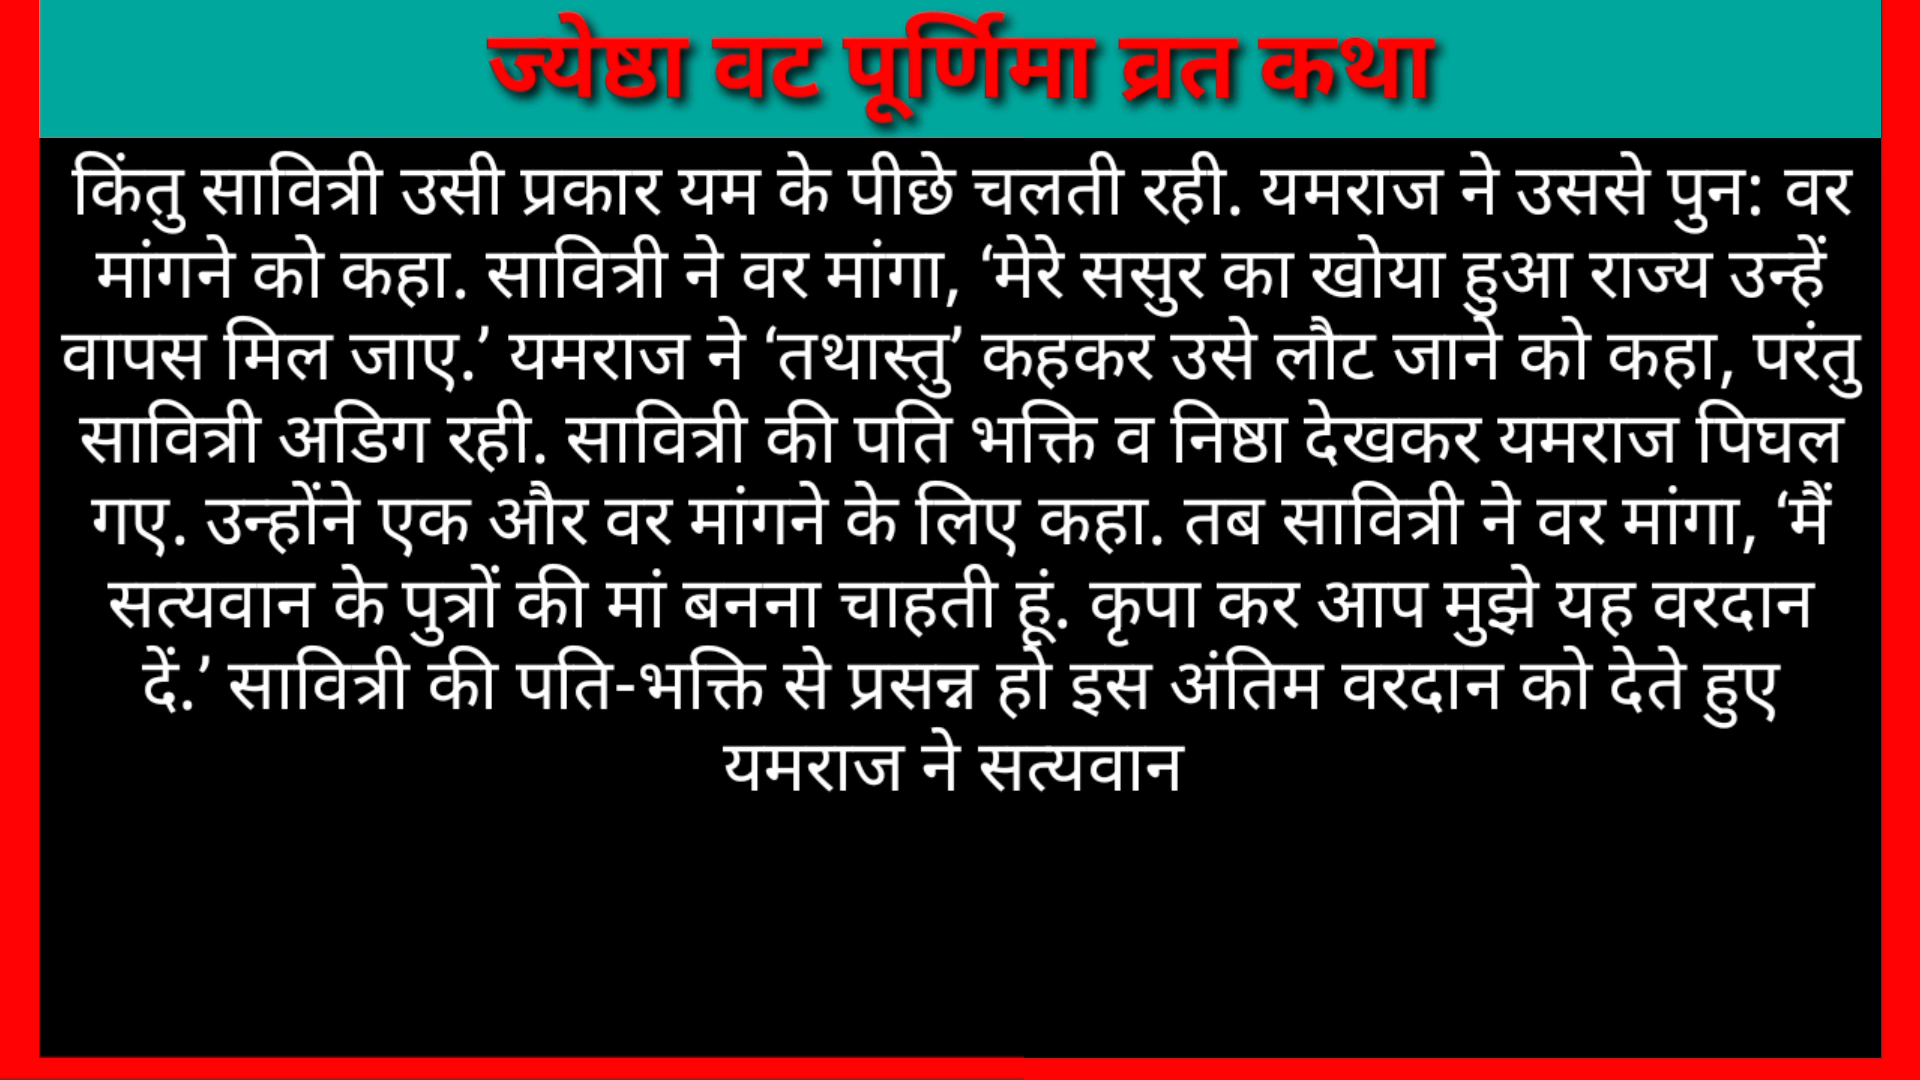 ज्येष्ठा वट पूर्णिमा व्रत कथा
किंतु सावित्री उसी प्रकार यम के पीछे चलती रही. यमराज ने उससे पुन: वर
मांगने को कहा. सावित्री ने वर मांगा, ‘मेरे ससुर का खोया हुआ राज्य उन्हें
वापस मिल जाए.’ यमराज ने ‘तथास्तु’ कहकर उसे लौट जाने को कहा, परंतु
सावित्री अडिग रही. सावित्री की पति भक्ति व निष्ठा देखकर यमराज पिघल
गए. उन्होंने एक और वर मांगने के लिए कहा. तब सावित्री ने वर मांगा, ‘मैं
सत्यवान के पुत्रों की मां बनना चाहती हूं. कृपा कर आप मुझे यह वरदान
दें.’ सावित्री की पति-भक्ति से प्रसन्न हो इस अंतिम वरदान को देते हुए
यमराज ने सत्यवान